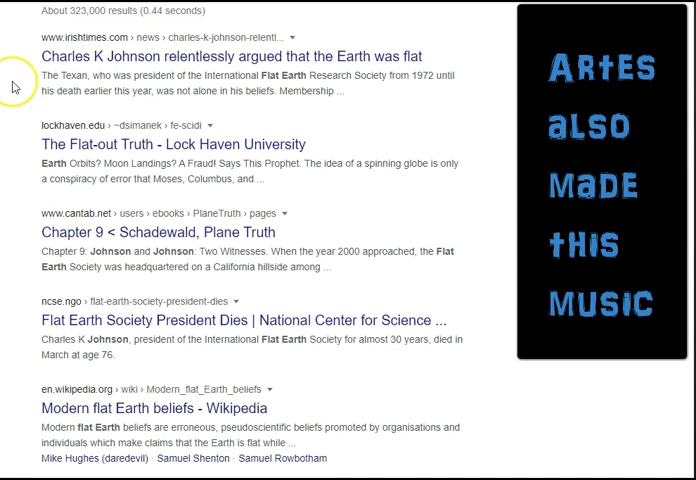 About 323,000 results (0.44 seconds)
www.irishtimes.com › news › charles-k-johnson-relentl...
Charles K Johnson relentlessly argued that the Earth was flat
The Texan, who was president of the International Flat Earth Research Society from 1972 until
his death earlier this year, was not alone in his beliefs. Membership ...
lockhaven.edu › ~dsimanek › fe-scidi
The Flat-out Truth - Lock Haven University
Earth Orbits? Moon Landings? A Fraud! Says This Prophet. The idea of a spinning globe is only
a conspiracy of error that Moses, Columbus, and ...
www.cantab.net › users › ebooks › PlaneTruth › pages
Chapter 9 < Schadewald, Plane Truth
Chapter 9: Johnson and Johnson: Two Witnesses. When the year 2000 approached, the Flat
Earth Society was headquartered on a California hillside among ...
ncse.ngo › flat-earth-society-president-dies
Flat Earth Society President Dies | National Center for Science ...
Charles K Johnson, president of the International Flat Earth Society for almost 30 years, died in
March at age 76.
en.wikipedia.org › wiki › Modern_flat_Earth_beliefs
Modern flat Earth beliefs - Wikipedia
Modern flat Earth beliefs are erroneous, pseudoscientific beliefs promoted by organisations and
individuals which make claims that the Earth is flat while ...
Mike Hughes (daredevil) · Samuel Shenton · Samuel Rowbotham
ARtES
aLSO
MaDE
tHIS
MUSIC